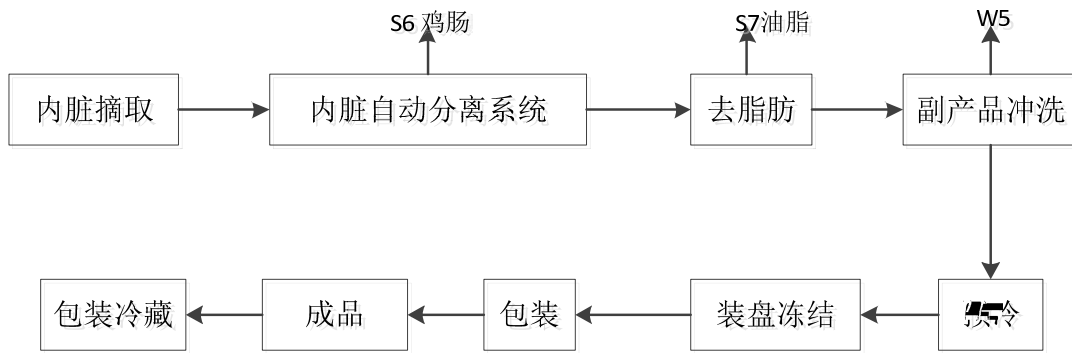 S6 鸡肠
S7油脂
W5
内脏摘取
内脏自动分离系统
去脂肪
副产品冲洗
包装冷藏
成品
包装
装盘冻结